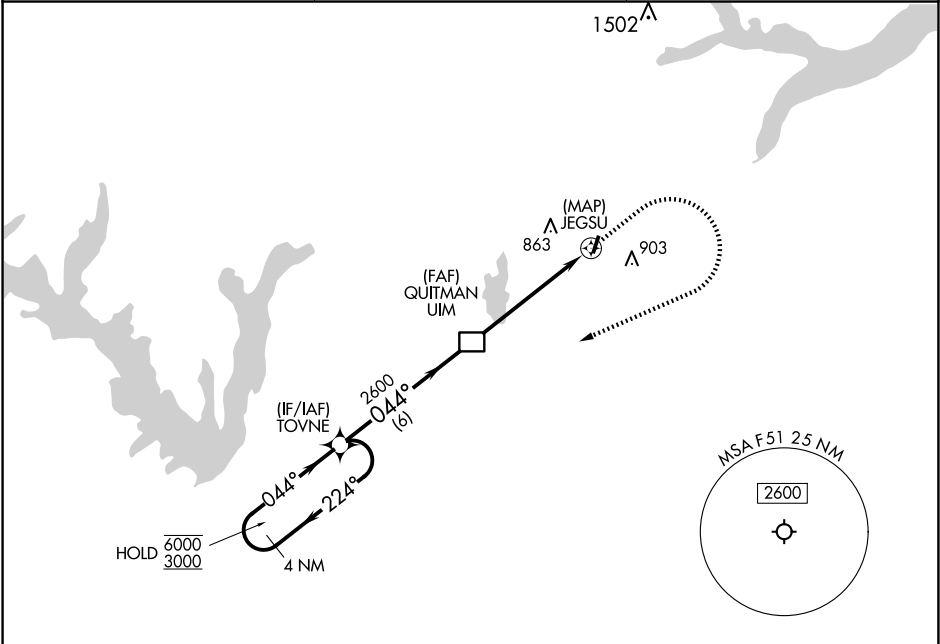 1502
(MAP)
JEGSU
863
903
(FAF)
QUITMAN
UIM
2600
044°
(6)
(IF/IAF)
TOVNE
044°
224°
HOLD 6000
3000
4 NM
MSA F51 25 NM
2600